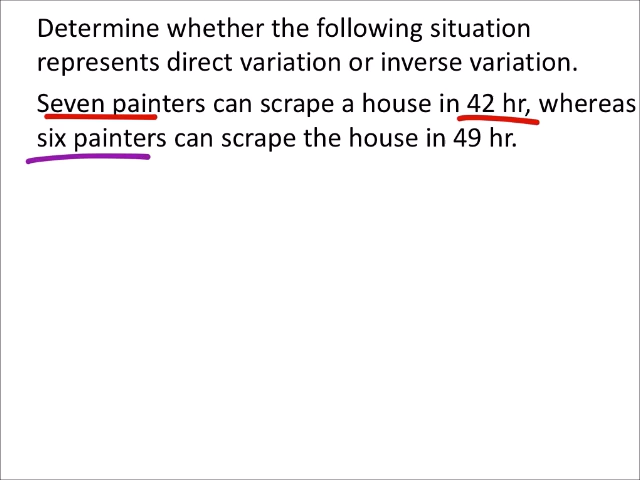 Determine whether the following situation
represents direct variation or inverse variation.
Seven painters can scrape a house in 42 hr, whereas
six painters can scrape the house in 49 hr.